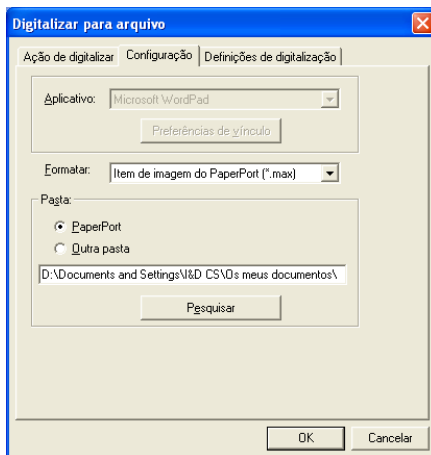 Digitalizar para arquivo
Ação de digitalizar Configuração Definições de digitalização
Aplicativo: Microsoft WordPad
Preferências de vínculo
Formatar: Item de imagem do PaperPort (*.max)
Pasta:
PaperPort
Outra pasta
D:\Documents and Settings\I&D CS\Os meus documentos\
Pesquisar
OK Cancelar